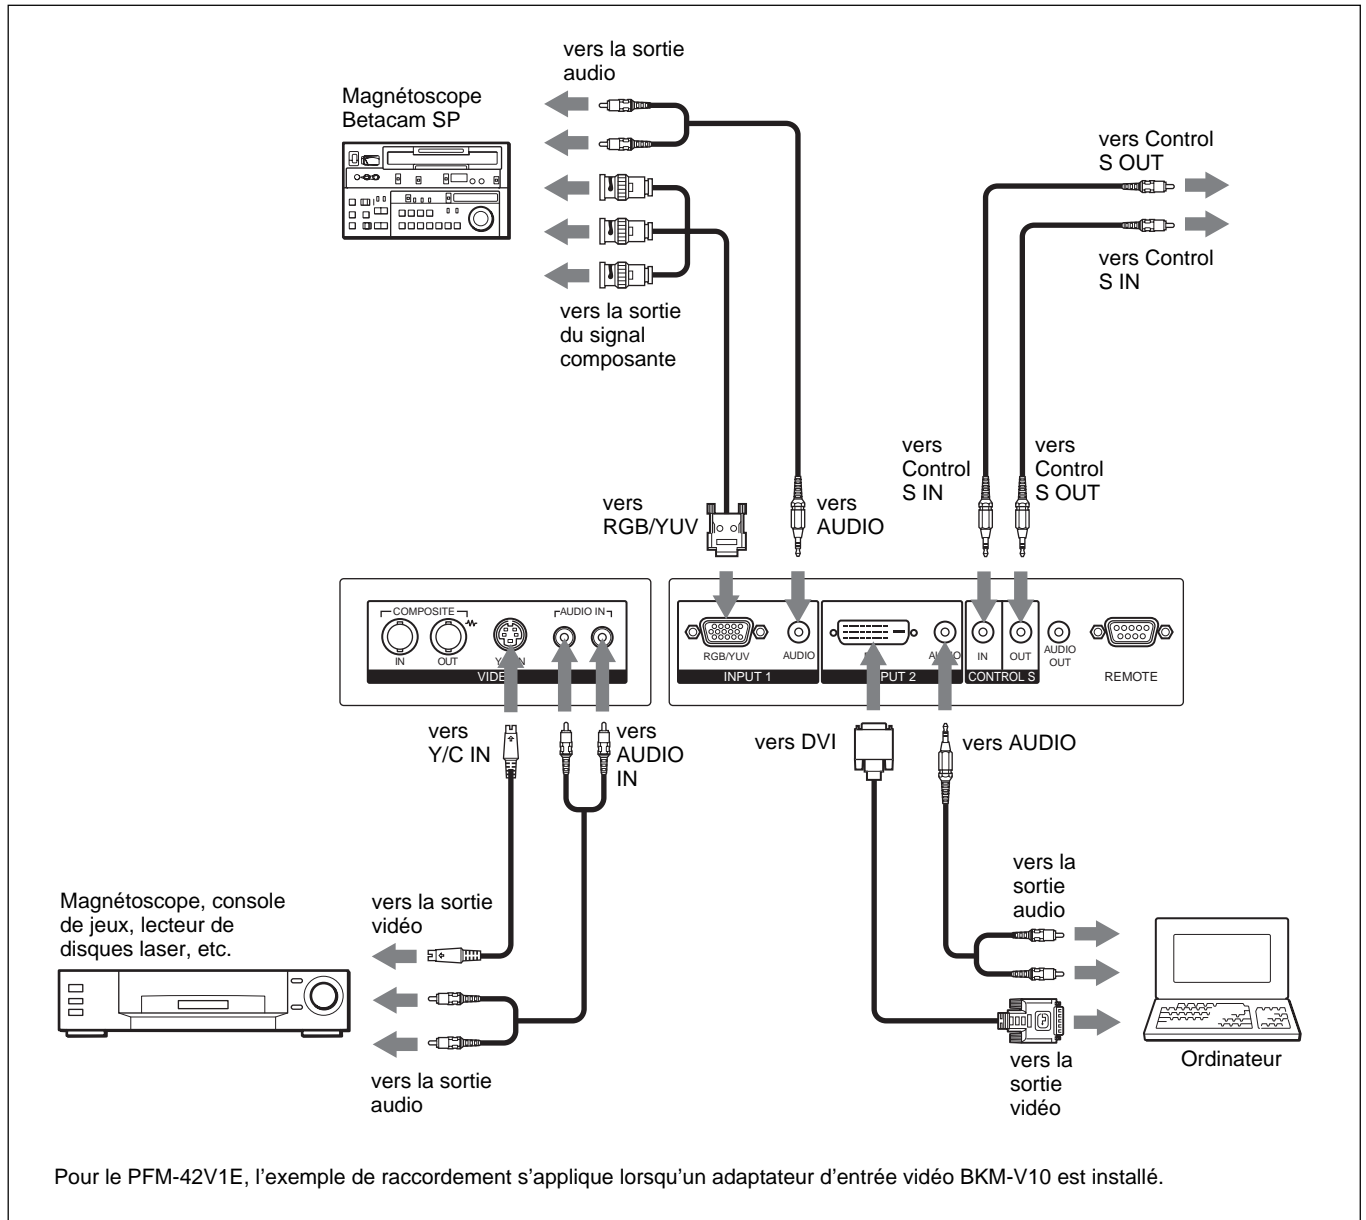 vers la sortie
audio
Magnétoscope
Betacam SP
vers Control
S OUT
vers Control
S IN
vers la sortie
du signal
composante
vers
Control
S IN
vers
Control
S OUT
vers
RGB/YUV
vers
AUDIO
COMPOSITE
AUDIO IN
IN
OUT
RGB/YUV
AUDIO
IN
OUT
AUDIO
OUT
INPUT 1
CONTROL S
REMOTE
vers
Y/C IN
vers
AUDIO
IN
vers DVI
vers AUDIO
Magnétoscope, console
de jeux, lecteur de
disques laser, etc.
vers la sortie
vidéo
vers la sortie
audio
vers la
sortie
audio
vers la
sortie
vidéo
Ordinateur
Pour le PFM-42V1E, l’exemple de raccordement s’applique lorsqu’un adaptateur d’entrée vidéo BKM-V10 est installé.